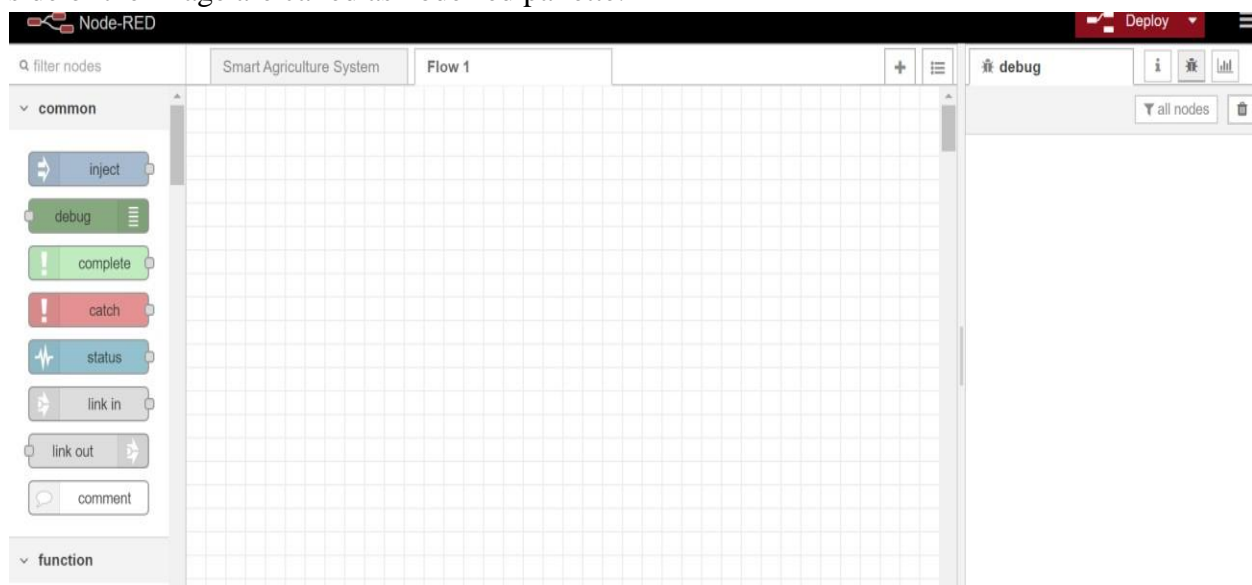 Node-RED
Deploy
filter nodes
Smart Agriculture System
Flow 1
debug
i
all nodes
common
inject
debug
complete
catch
status
link in
link out
comment
function